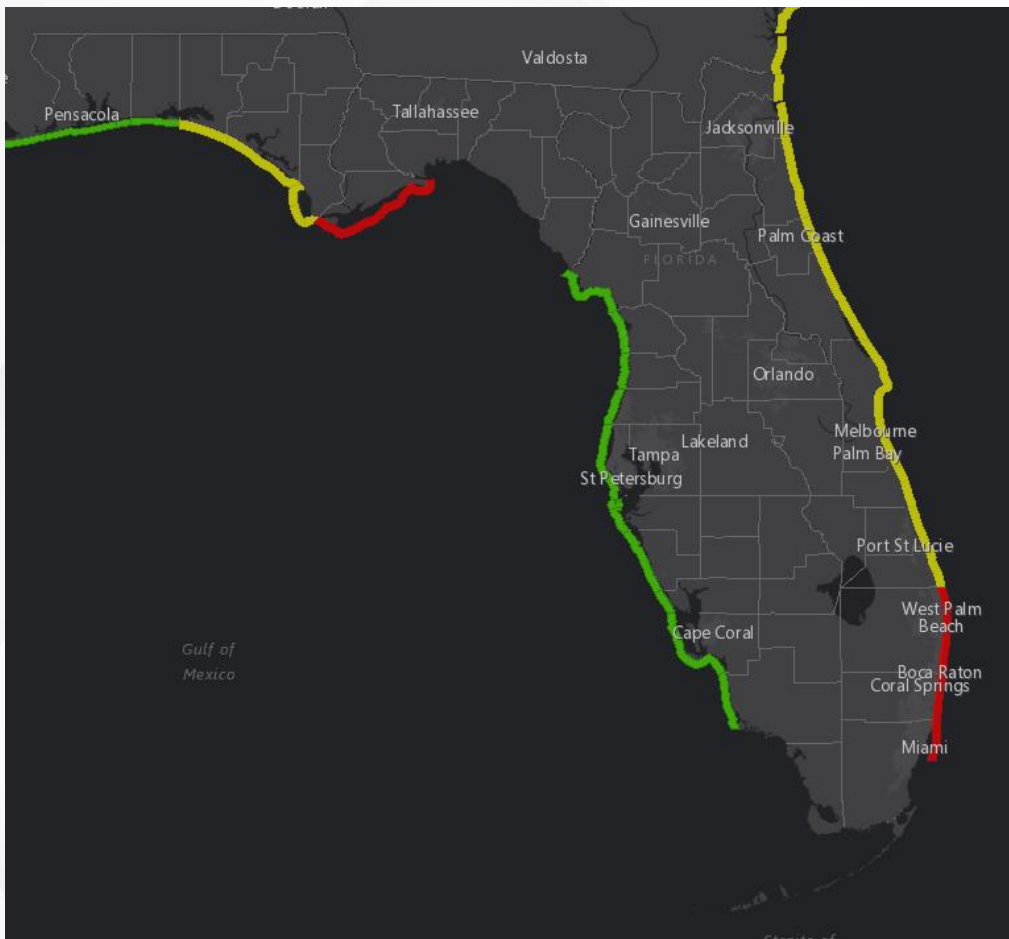 Valdosta
Pensacola
Tallahassee
Jacksonville
Gainesville
Palm Coast
FLORIDA
Orlando
Melbourne
Lakeland
Palm Bay
Tampa
St Petersburg
Port St Lucie
West Palm
Beach
Cape Coral
Gulf of
Mexico
Boca Raton
Coral Springs
Miami